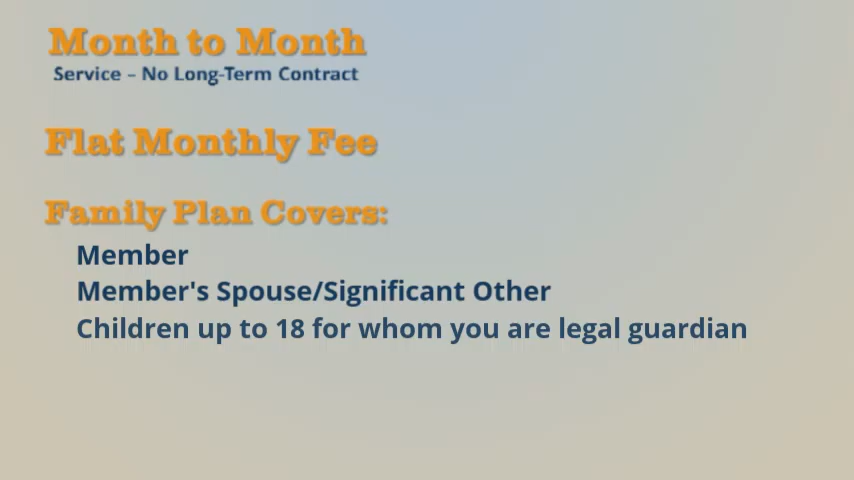 Month to Month
Service – No Long-Term Contract
Flat Monthly Fee
Family Plan Covers:
Member
Member's Spouse/Significant Other
Children up to 18 for whom you are legal guardian